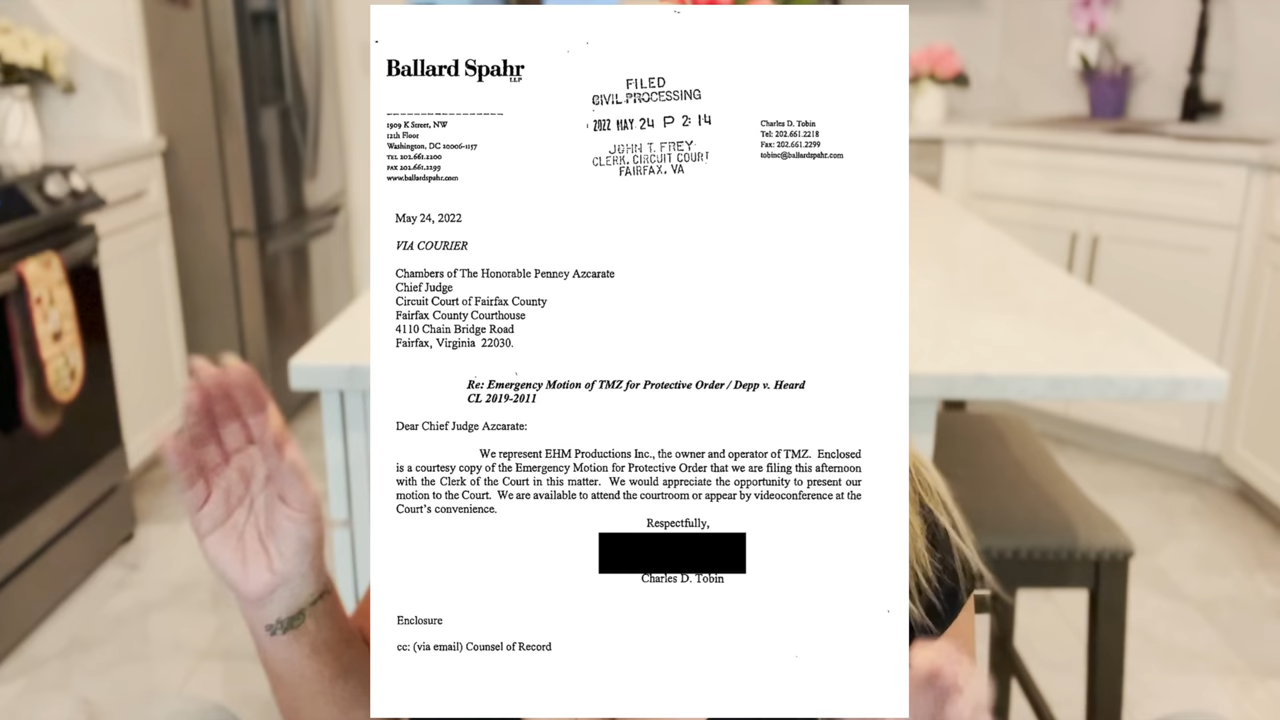 Ballard Spahr
LLP
1909 K Street, NW
12th Floor
Washington, DC 20006-1157
TEL 202.661.2200
FAX 202.661.2299
www.ballardspahr.com
FILED
CIVIL PROCESSING
2022 MAY 24 P 2: 14
JOHN T. FREY
CLERK, CIRCUIT COURT
FAIRFAX, VA
Charles D. Tobin
Tel: 202.661.2218
Fax: 202.661.2299
tobinc@ballardspahr.com
May 24, 2022
VIA COURIER
Chambers of The Honorable Penney Azcarate
Chief Judge
Circuit Court of Fairfax County
Fairfax County Courthouse
4110 Chain Bridge Road
Fairfax, Virginia 22030.
Re: Emergency Motion of TMZ for Protective Order / Depp v. Heard
CL 2019-2011
Dear Chief Judge Azcarate:
We represent EHM Productions Inc., the owner and operator of TMZ. Enclosed
is a courtesy copy of the Emergency Motion for Protective Order that we are filing this afternoon
with the Clerk of the Court in this matter. We would appreciate the opportunity to present our
motion to the Court. We are available to attend the courtroom or appear by videoconference at the
Court's convenience.
Respectfully,
Charles D. Tobin
Enclosure
cc: (via email) Counsel of Record